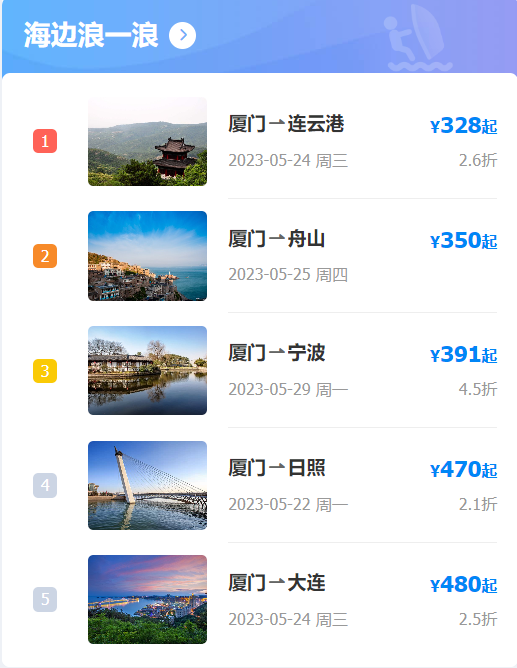 海边浪一浪
1
厦门⇀连云港
¥328起
2023-05-24 周三
2.6折
2
厦门⇀舟山
¥350起
2023-05-25 周四
3
厦门⇀宁波
¥391起
2023-05-29 周一
4.5折
4
厦门⇀日照
¥470起
2023-05-22 周一
2.1折
5
厦门⇀大连
¥480起
2023-05-24 周三
2.5折